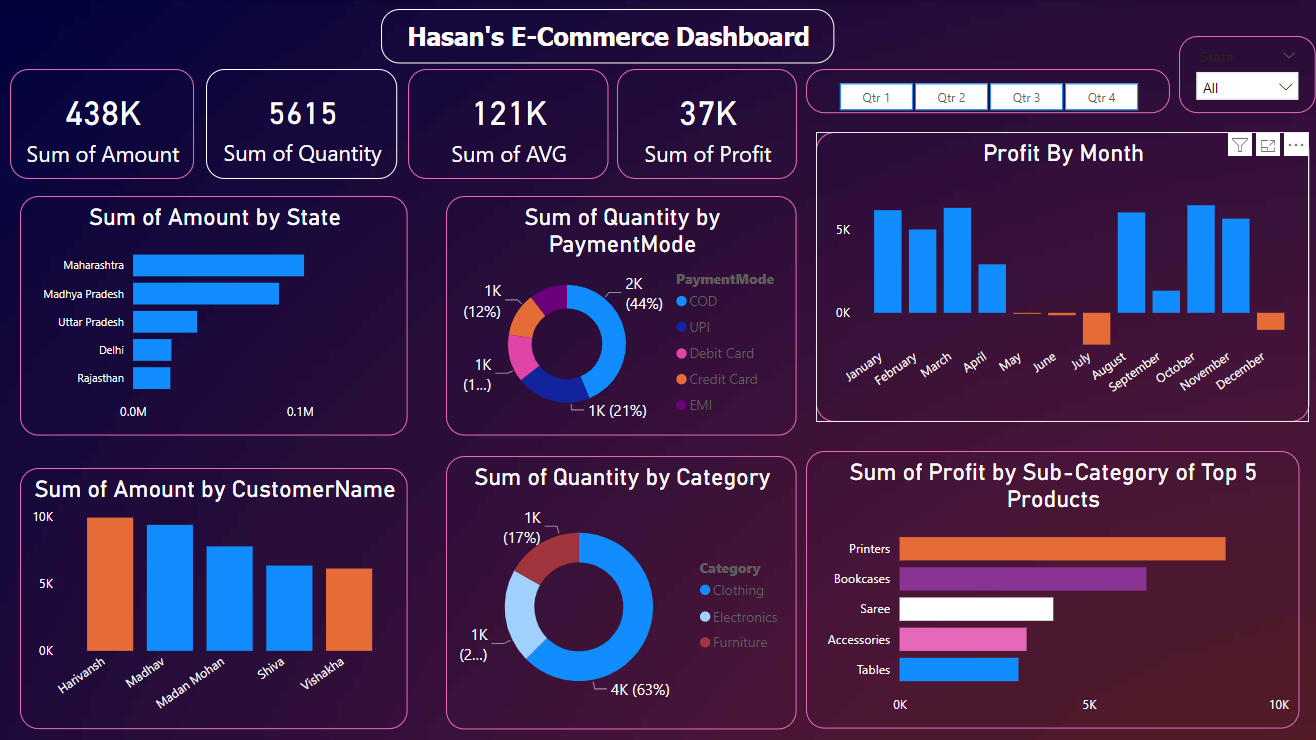 Hasan's E-Commerce Dashboard
438K
Sum of Amount
5615
Sum of Quantity
121K
Sum of AVG
37K
Sum of Profit
Qtr 1
Qtr 2
Qtr 3
Qtr 4
State
All
Sum of Amount by State
Maharashtra
Madhya Pradesh
Uttar Pradesh
Delhi
Rajasthan
0.0M
0.1M
Sum of Quantity by
PaymentMode
2K
(44%)
1K (21%)
1K
(1...)
1K
(12%)
PaymentMode
COD
UPI
Debit Card
Credit Card
EMI
Profit By Month
5K
0K
January
February
March
April
May
June
July
August
September
October
November
December
Sum of Amount by CustomerName
10K
5K
0K
Harivansh
Madhav
Madan Mohan
Shiva
Vishakha
Sum of Quantity by Category
1K
(17%)
1K
(2...)
4K (63%)
Category
Clothing
Electronics
Furniture
Sum of Profit by Sub-Category of Top 5
Products
Printers
Bookcases
Saree
Accessories
Tables
0K
5K
10K